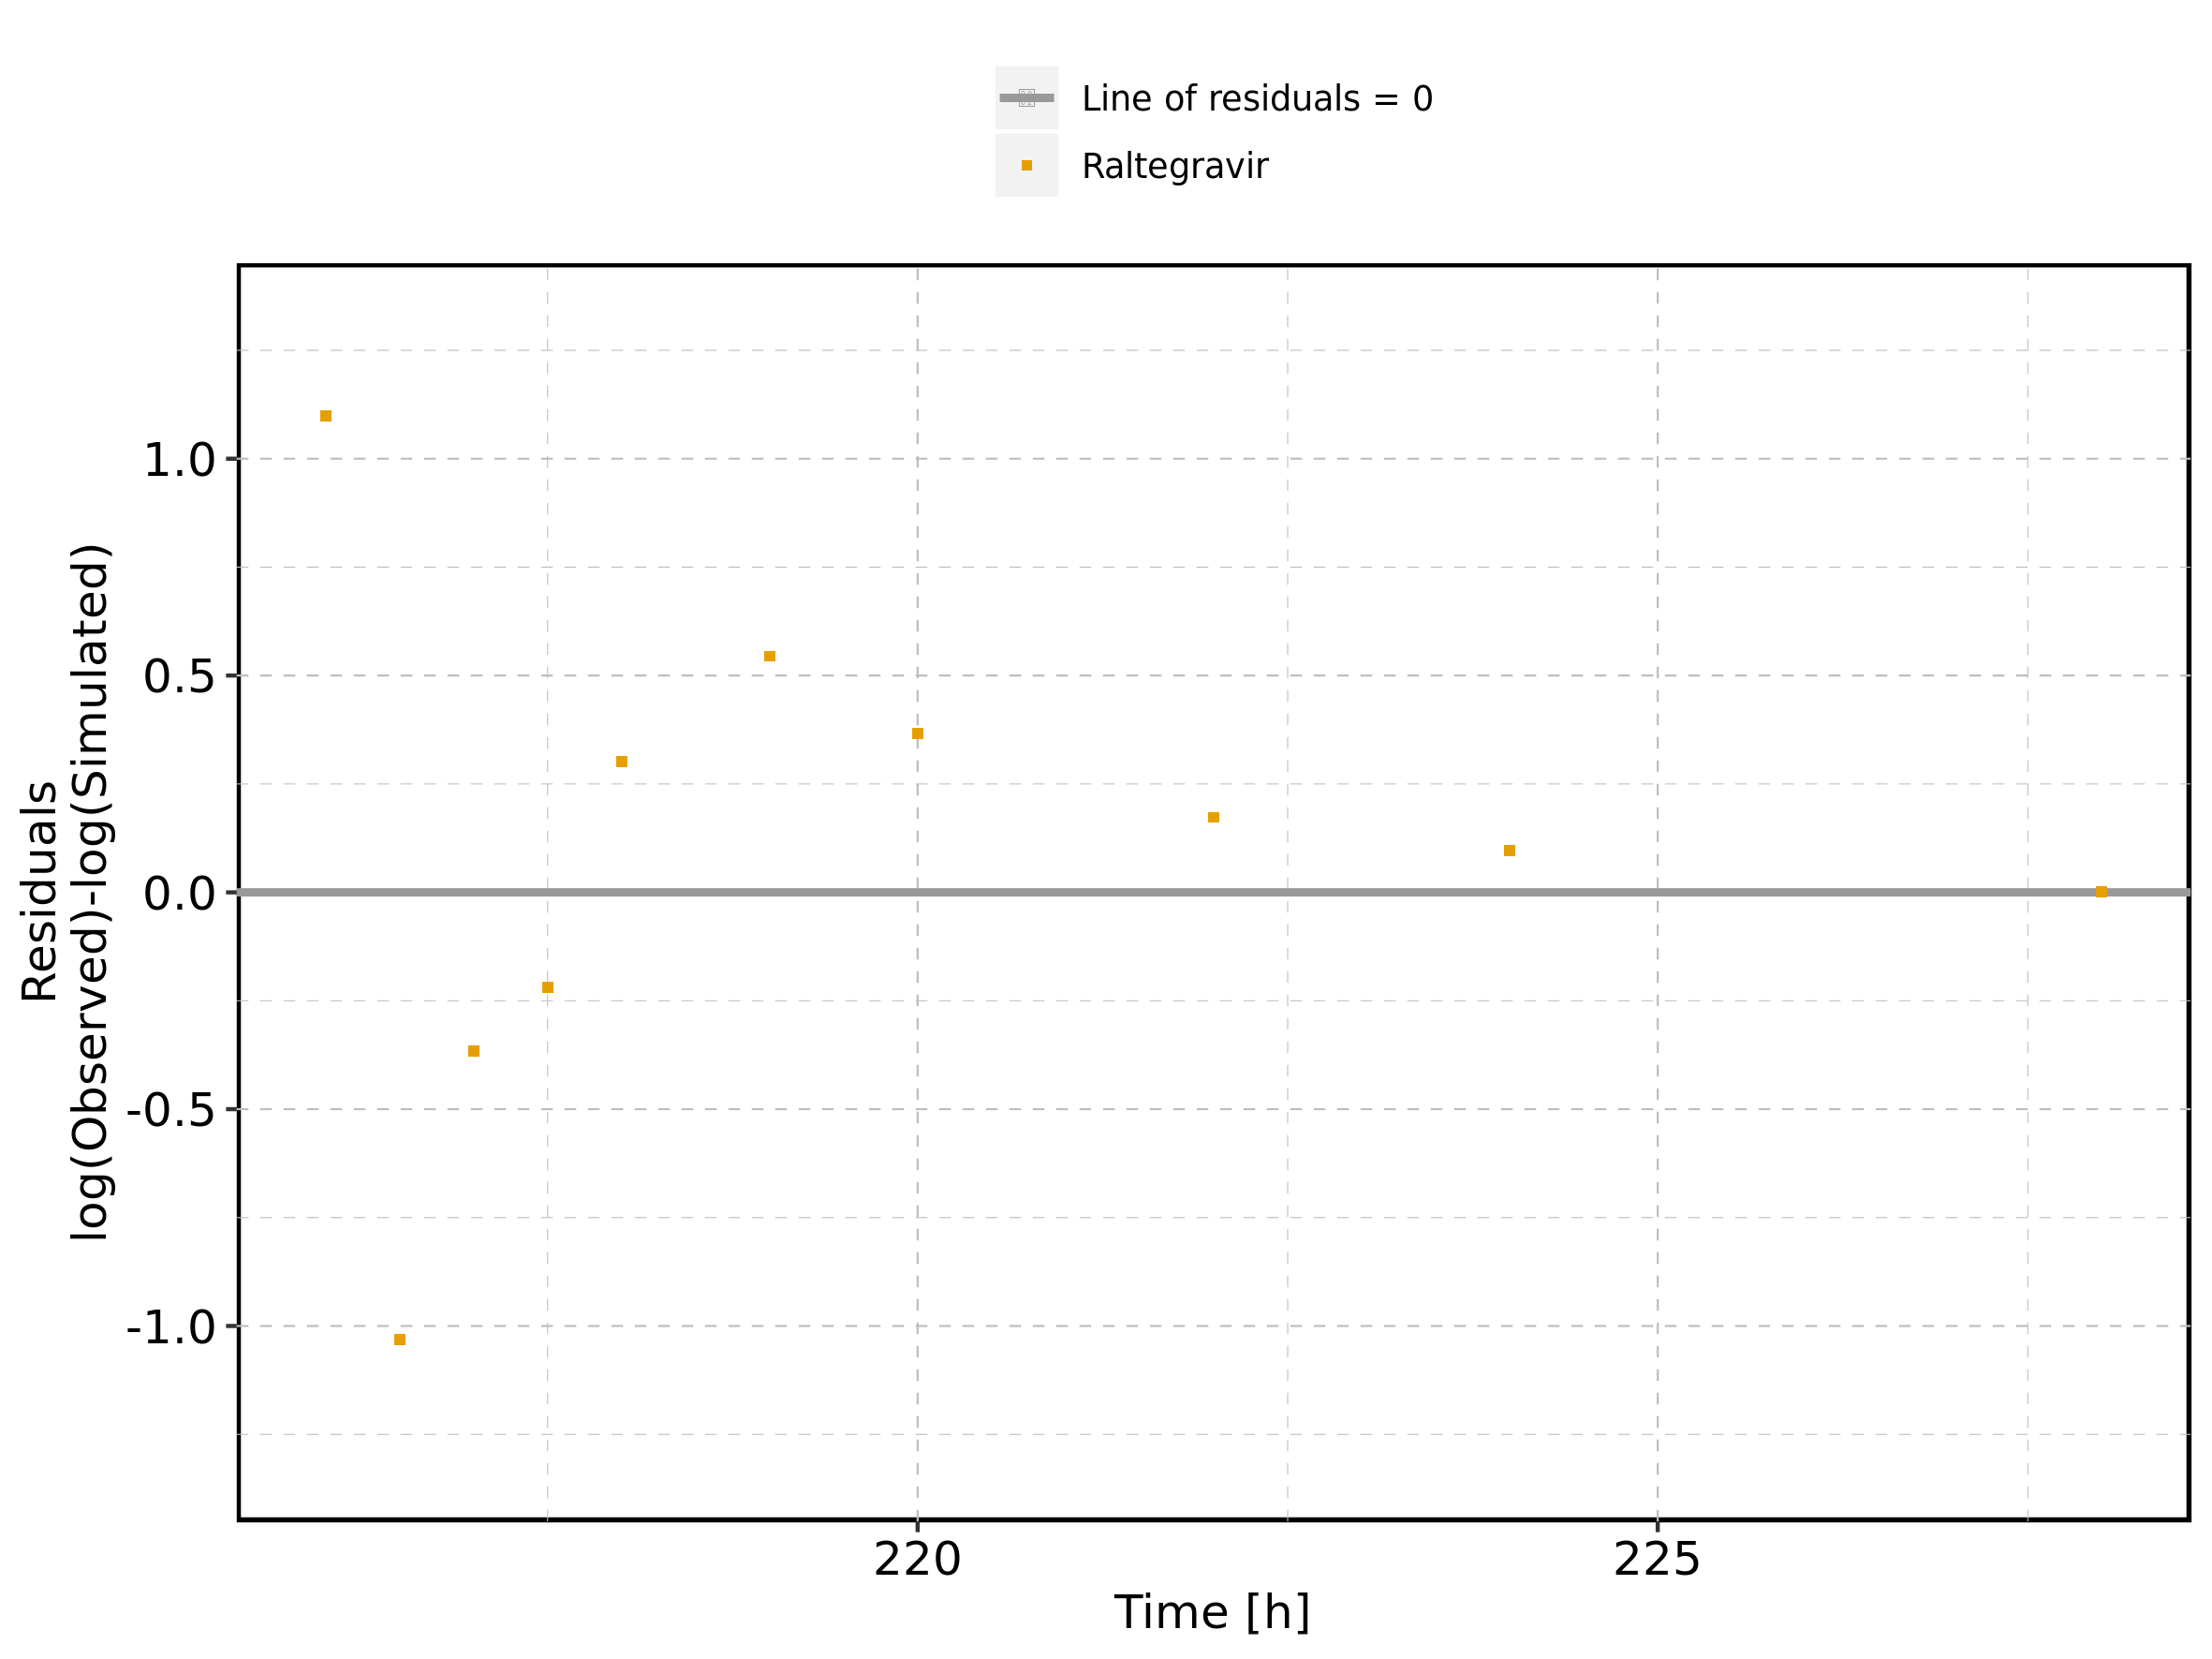 Line of residuals = 0
Raltegravir
Residuals
log(Observed)-log(Simulated)
1.0
0.5
0.0
-0.5
-1.0
220
225
Time [h]